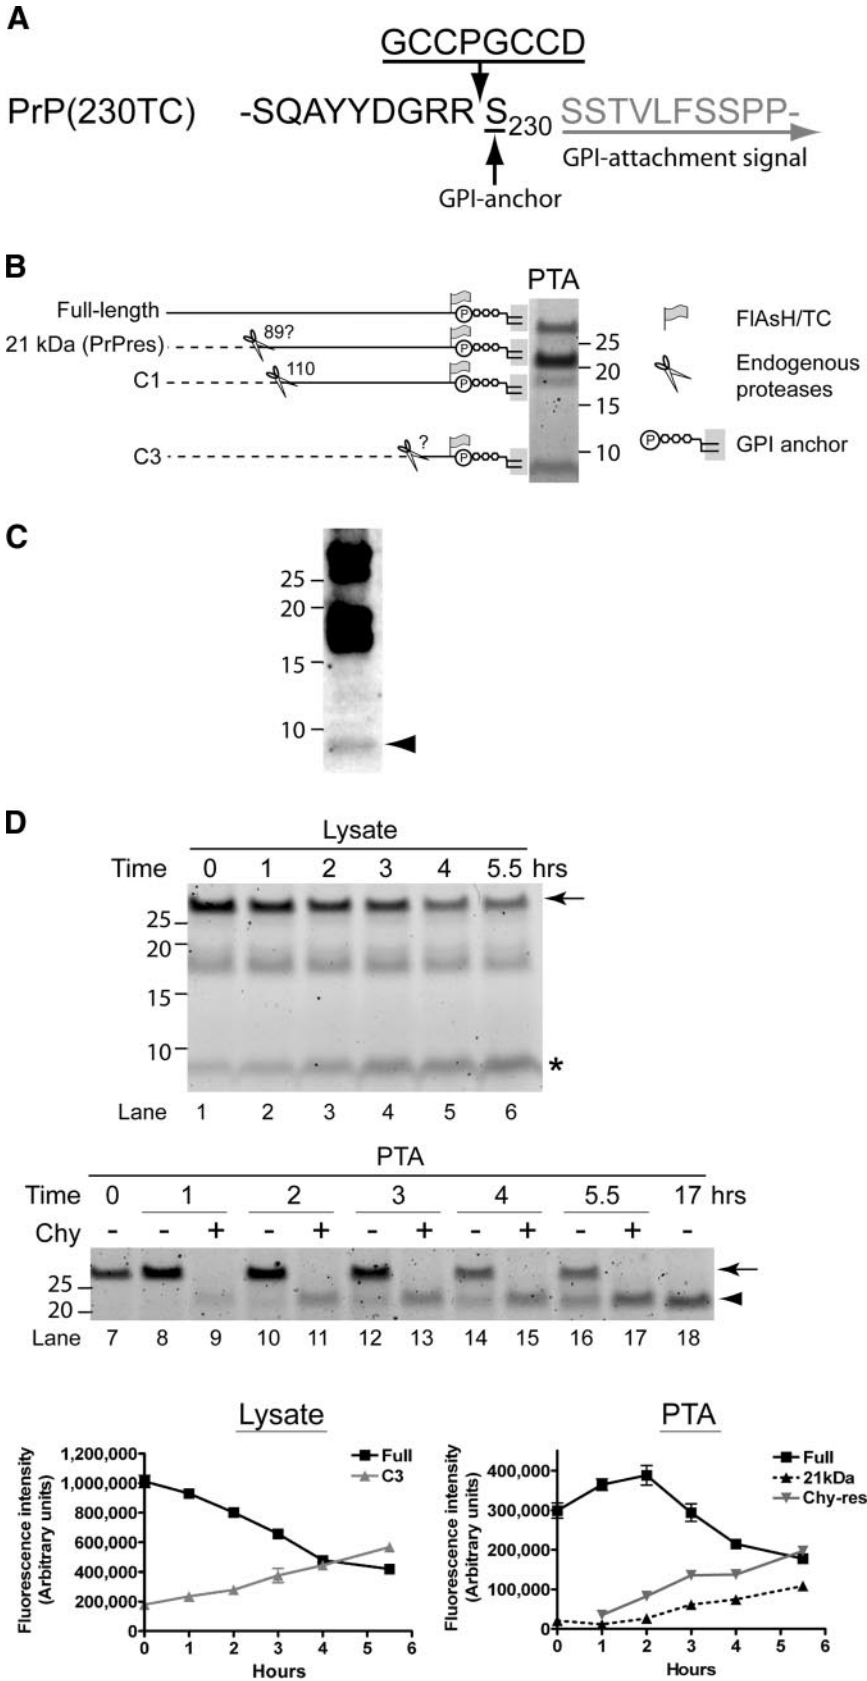 A
GCCPGCCD
PrP(230TC) -SQAYYDGRR S230 SSTVLFSSPP-
GPI-attachment signal
GPI-anchor
B
PTA
Full-length
P
FlAsH/TC
21 kDa (PrPres)
89?
P
25
Endogenous
proteases
C1
110
P
20
15
C3
?
P
10
P
GPI anchor
C
25
20
15
10
D
Lysate
Time 0 1 2 3 4 5.5 hrs
25
20
15
10
*
Lane 1 2 3 4 5 6
PTA
Time 0 1 2 3 4 5.5 17 hrs
Chy - - + - + - + - + - + -
25
20
Lane 7 8 9 10 11 12 13 14 15 16 17 18
Lysate
Fluorescence intensity
(Arbitrary units)
1,200,000
1,000,000
800,000
600,000
400,000
200,000
0
Full
C3
0 1 2 3 4 5 6
Hours
PTA
Fluorescence intensity
(Arbitrary units)
400,000
300,000
200,000
100,000
0
Full
21kDa
Chy-res
0 1 2 3 4 5 6
Hours